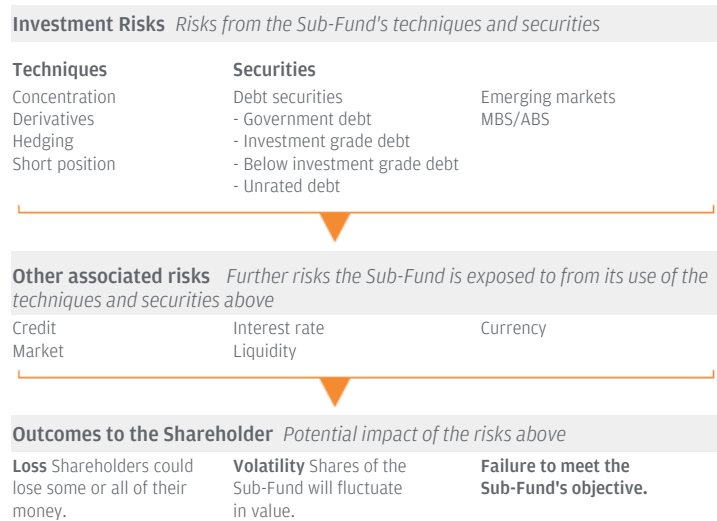 Investment Risks Risks from the Sub-Fund's techniques and securities
Techniques
Concentration
Derivatives
Hedging
Short position
Securities
Debt securities
- Government debt
- Investment grade debt
- Below investment grade debt
- Unrated debt
Emerging markets
MBS/ABS
Other associated risks Further risks the Sub-Fund is exposed to from its use of the
techniques and securities above
Credit
Market
Interest rate
Liquidity
Currency
Outcomes to the Shareholder Potential impact of the risks above
Loss Shareholders could
lose some or all of their
money.
Volatility Shares of the
Sub-Fund will fluctuate
in value.
Failure to meet the
Sub-Fund's objective.